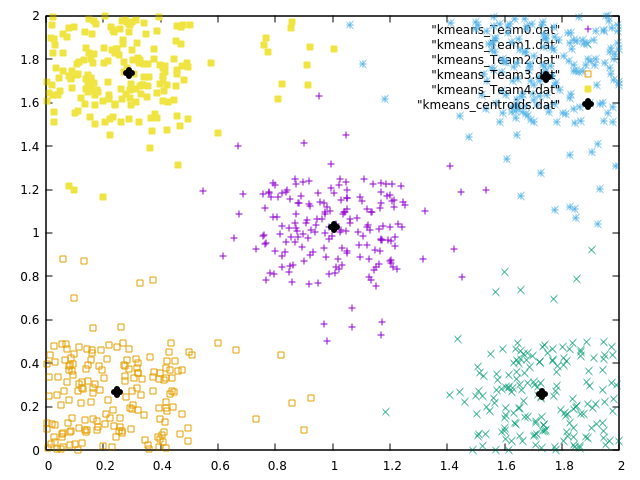 2
"kmeans_Team0.dat"
"kmeans_Team1.dat"
1.8
"kmeans_Team2.dat"
"kmeans_Team3.dat"
"kmeans_Team4.dat"
1.6
"kmeans_centroids.dat"
1.4
1.2
1
0.8
0.6
0.4
0.2
0
0 0.2 0.4 0.6 0.8 1 1.2 1.4 1.6 1.8 2